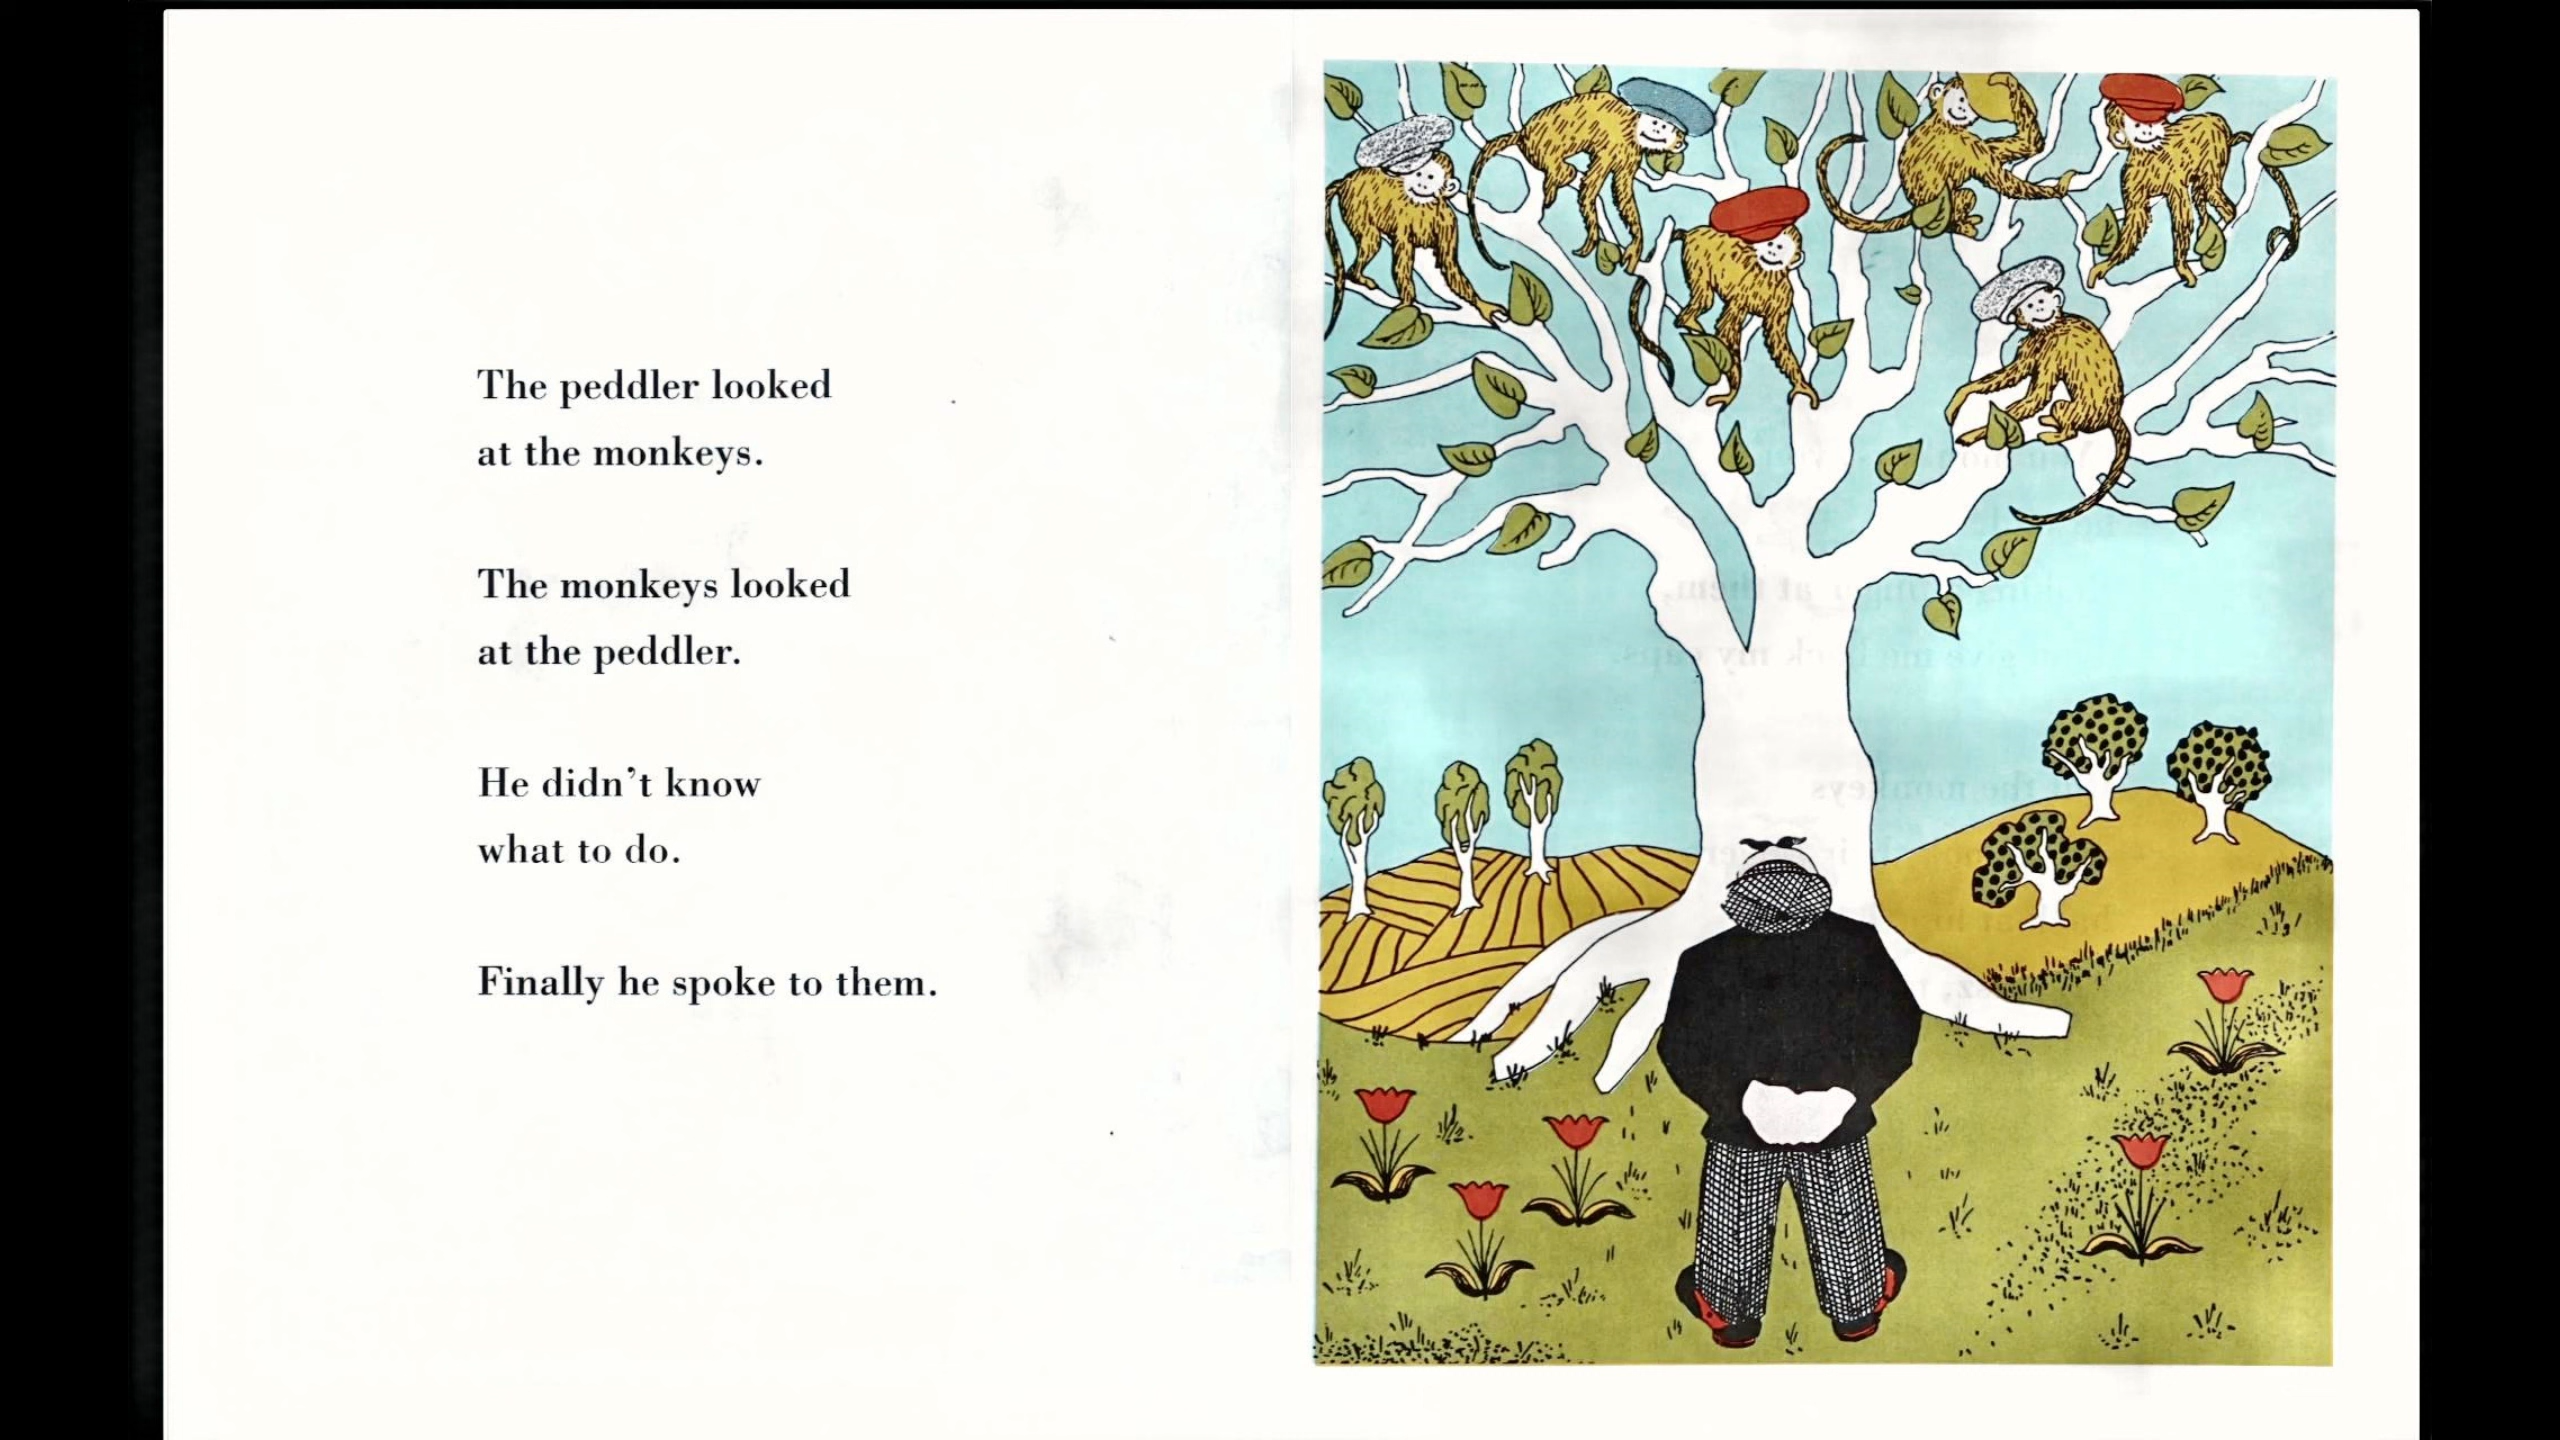 The peddler looked
at the monkeys.
The monkeys looked
at the peddler.
He didn't know
what to do.
Finally he spoke to them.